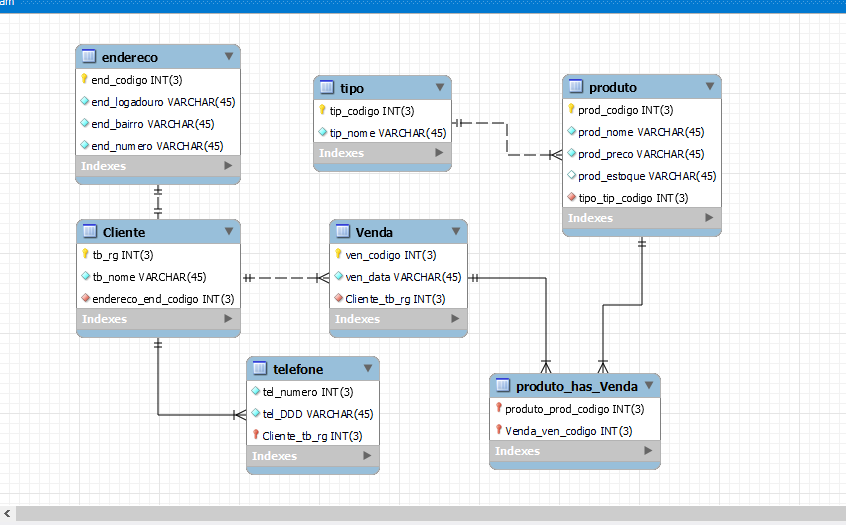 endereco
end_codigo INT(3)
end_logadouro VARCHAR(45)
end_bairro VARCHAR(45)
end_numero VARCHAR(45)
Indexes
tipo
tip_codigo INT(3)
tip_nome VARCHAR(45)
Indexes
produto
prod_codigo INT(3)
prod_nome VARCHAR(45)
prod_preco VARCHAR(45)
prod_estoque VARCHAR(45)
tipo_tip_codigo INT(3)
Indexes
Cliente
tb_rg INT(3)
tb_nome VARCHAR(45)
endereco_end_codigo INT(3)
Indexes
Venda
ven_codigo INT(3)
ven_data VARCHAR(45)
Cliente_tb_rg INT(3)
Indexes
telefone
tel_numero INT(3)
tel_DDD VARCHAR(45)
Cliente_tb_rg INT(3)
Indexes
produto_has_Venda
produto_prod_codigo INT(3)
Venda_ven_codigo INT(3)
Indexes